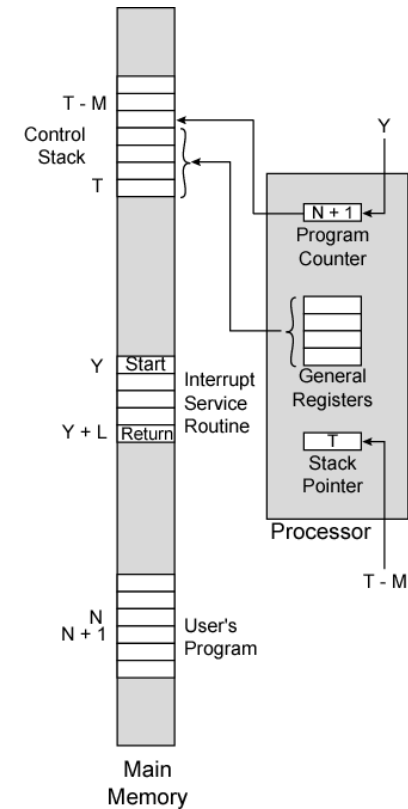 T - M
Control
Stack
T
Y
N + 1
Program
Counter
General
Registers
T
Stack
Pointer
Processor
T - M
Y
Start
Interrupt
Service
Routine
Y + L
Return
N
N + 1
User's
Program
Main
Memory